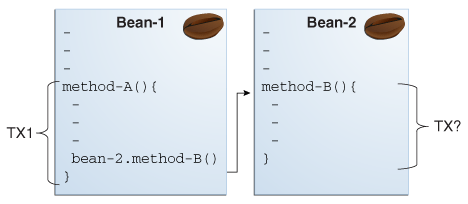 Bean-1
–
–
–
method-A(){
–
–
–
bean-2.method-B()
}
TX1
Bean-2
–
–
–
method-B(){
–
–
–
}
TX?